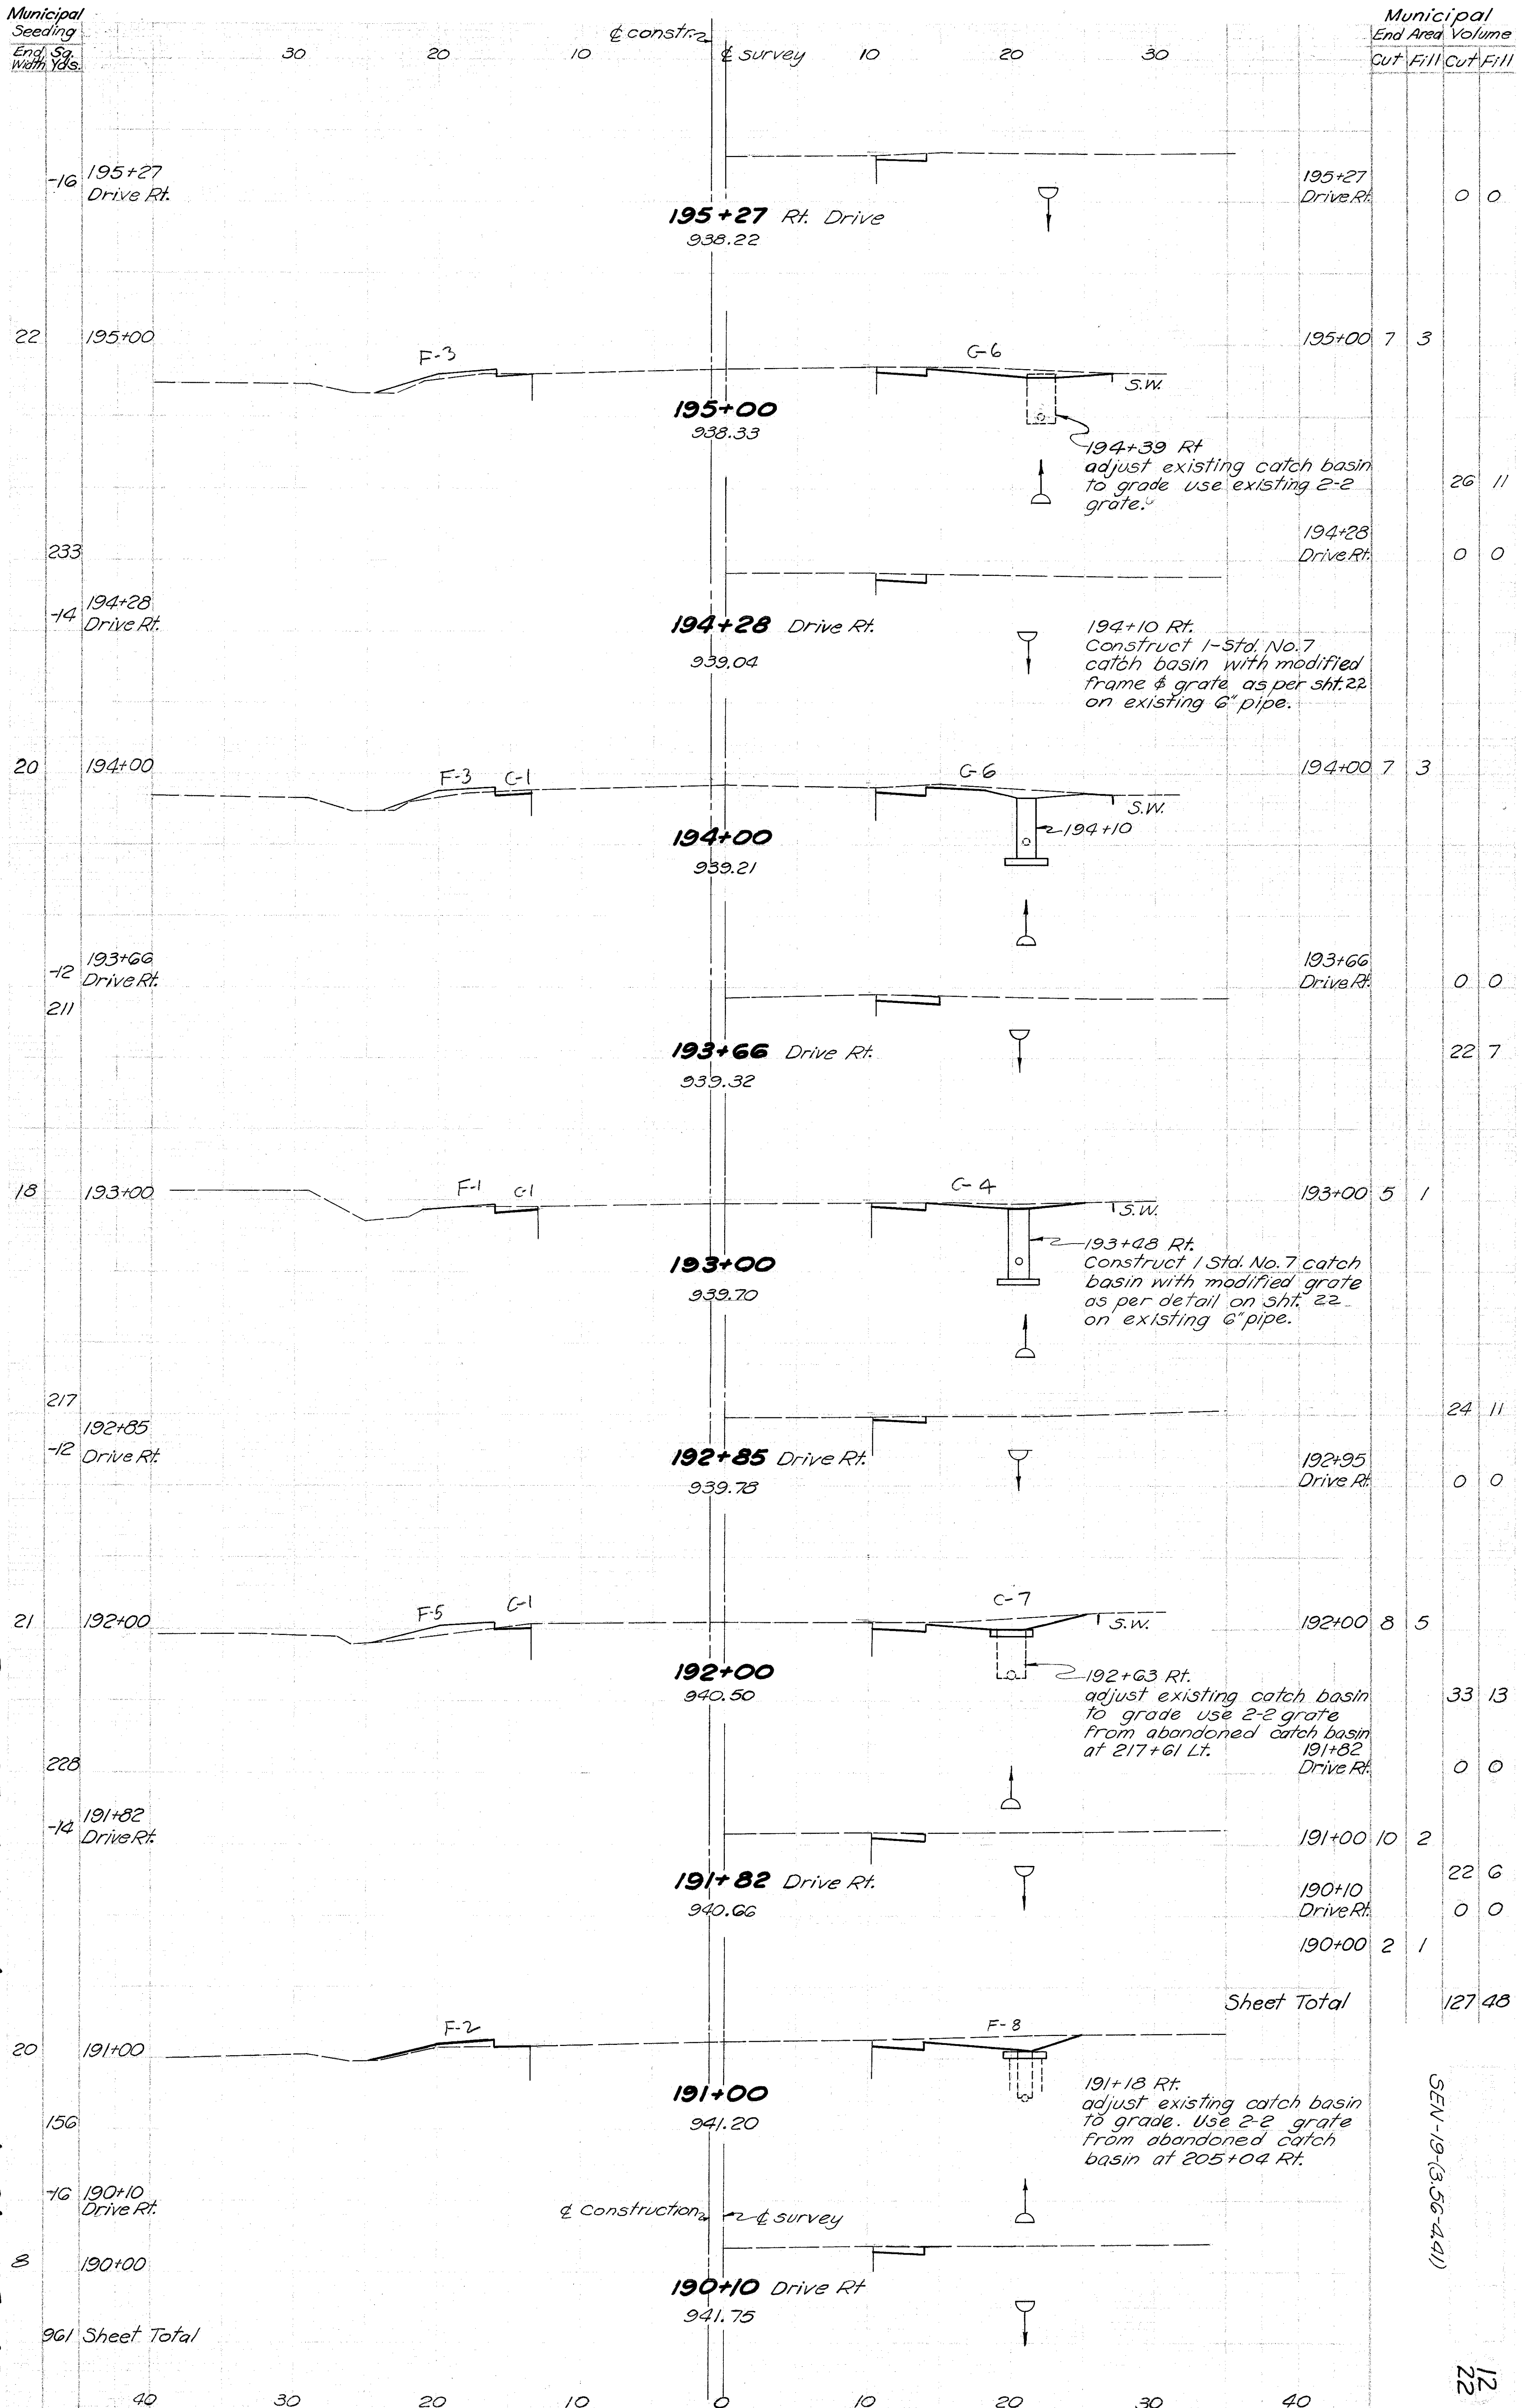 Municipal
Seeding
End Sq.
Width Yds.
30 20 10
₵ constr.
₵ survey
10 20 30
Municipal
End Area Volume
Cut Fill Cut Fill
-16 195+27
Drive Rt.
195+27 Rt. Drive
938.22
195+27
Drive Rt. 0 0
22 195+00
F-3
C-6
S.W.
195+00
938.33
195+00 7 3
194+39 Rt
adjust existing catch basin
to grade use existing 2-2
grate.
26 11
233
194+28
Drive Rt. 0 0
-14 194+28
Drive Rt.
194+28 Drive Rt.
939.04
194+10 Rt.
Construct 1-Std. No.7
catch basin with modified
frame & grate as per sht. 22
on existing 6" pipe.
20 194+00
F-3 C-1
C-6
S.W.
194+10
194+00
939.21
194+00 7 3
-12 193+66
Drive Rt.
211
193+66 Drive Rt.
939.32
193+66
Drive Rt. 0 0
22 7
18 193+00
F-1 C-1
C-4
S.W.
193+00
939.70
193+00 5 1
193+48 Rt.
Construct 1 Std. No. 7 catch
basin with modified grate
as per detail on sht. 22
on existing 6" pipe.
217
24 11
192+85
-12 Drive Rt.
192+85 Drive Rt.
939.78
192+95
Drive Rt. 0 0
21 192+00
F-5 C-1
C-7
S.W.
192+00
940.50
192+00 8 5
192+63 Rt.
adjust existing catch basin
to grade use 2-2 grate
from abandoned catch basin
at 217+61 Lt.
33 13
228
191+82
Drive Rt. 0 0
-14 191+82
Drive Rt.
191+82 Drive Rt.
940.66
191+00 10 2
22 6
190+10
Drive Rt. 0 0
190+00 2 1
Sheet Total 127 48
20 191+00
F-2
F-8
191+00
941.20
191+18 Rt.
adjust existing catch basin
to grade. Use 2-2 grate
from abandoned catch
basin at 205+04 Rt.
156
-16 190+10
Drive Rt.
₵ Construction
₵ survey
8 190+00
190+10 Drive Rt
941.75
961 Sheet Total
SEN-19-(3.56-4.41)
12
22
40 30 20 10 0 10 20 30 40